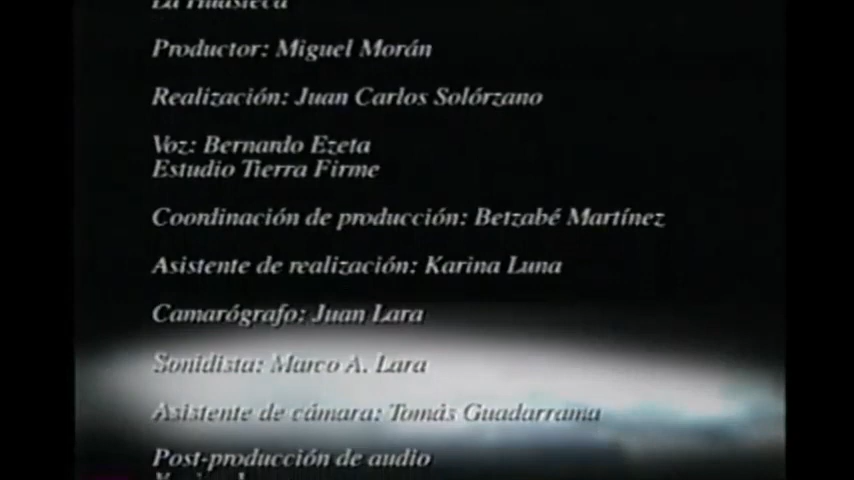 La Huasteca
Productor: Miguel Morán
Realización: Juan Carlos Solórzano
Voz: Bernardo Ezeta
Estudio Tierra Firme
Coordinación de producción: Betzabé Martínez
Asistente de realización: Karina Luna
Camarógrafo: Juan Lara
Sonidista: Marco A. Lara
Asistente de cámara: Tomás Guadarrama
Post-producción de audio